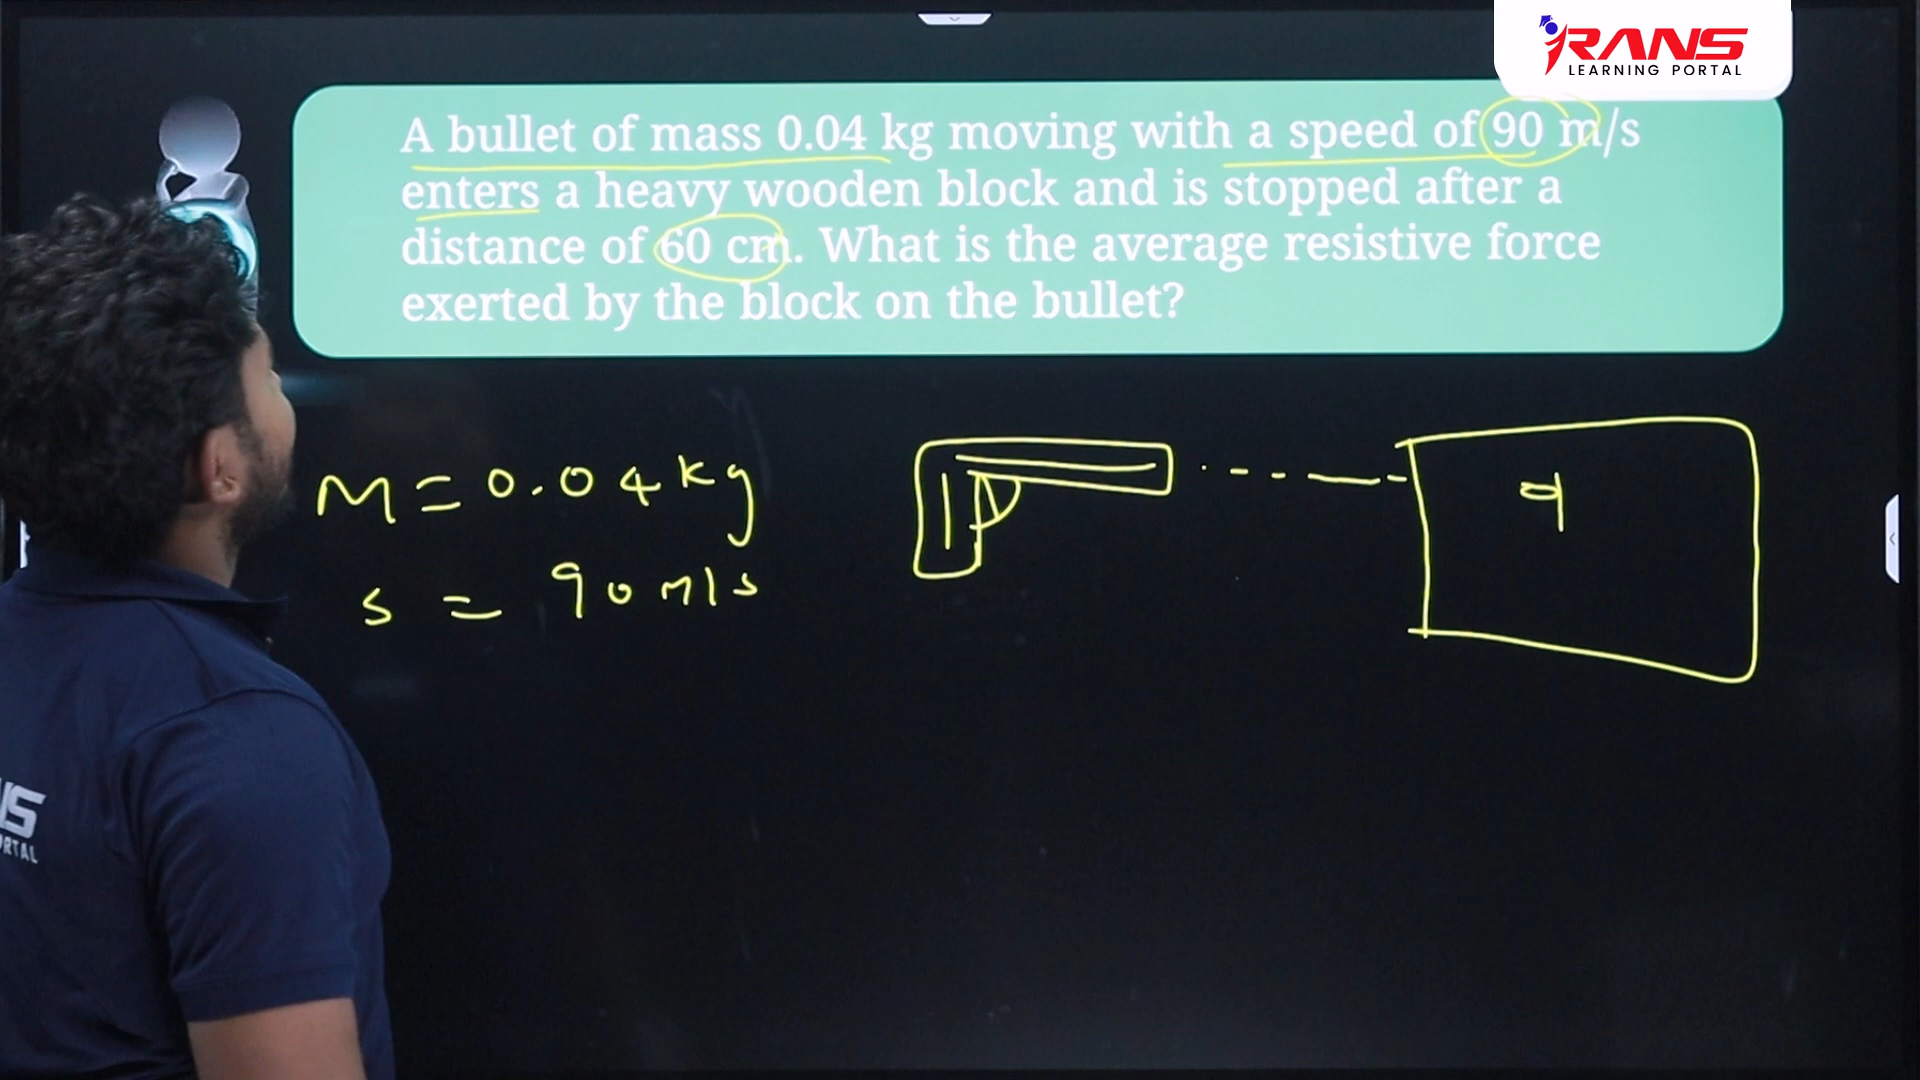 RANS
LEARNING PORTAL
A bullet of mass 0.04 kg moving with a speed of 90 m/s
enters a heavy wooden block and is stopped after a
distance of 60 cm. What is the average resistive force
exerted by the block on the bullet?
M = 0.04 kg
s = 90 m/s